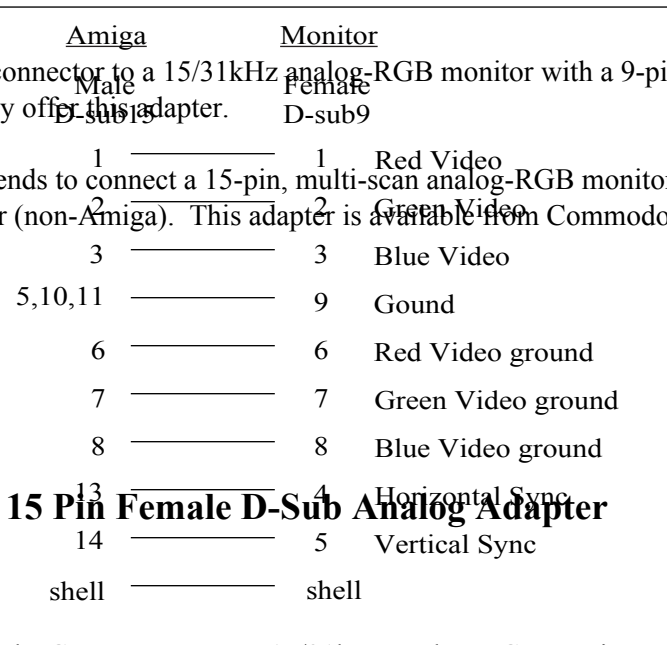 Amiga Monitor
connector to a 15/31kHz analog-RGB monitor with a 9-pi
Male Female
y offer this adapter.
D-sub15 D-sub9
1 1 Red Video
ends to connect a 15-pin, multi-scan analog-RGB monitor
2 2 Green Video
r (non-Amiga). This adapter is available from Commodo
3 3 Blue Video
5,10,11 9 Gound
6 6 Red Video ground
7 7 Green Video ground
8 8 Blue Video ground
13 4 Horizontal Sync
15 Pin Female D-Sub Analog Adapter
14 5 Vertical Sync
shell shell